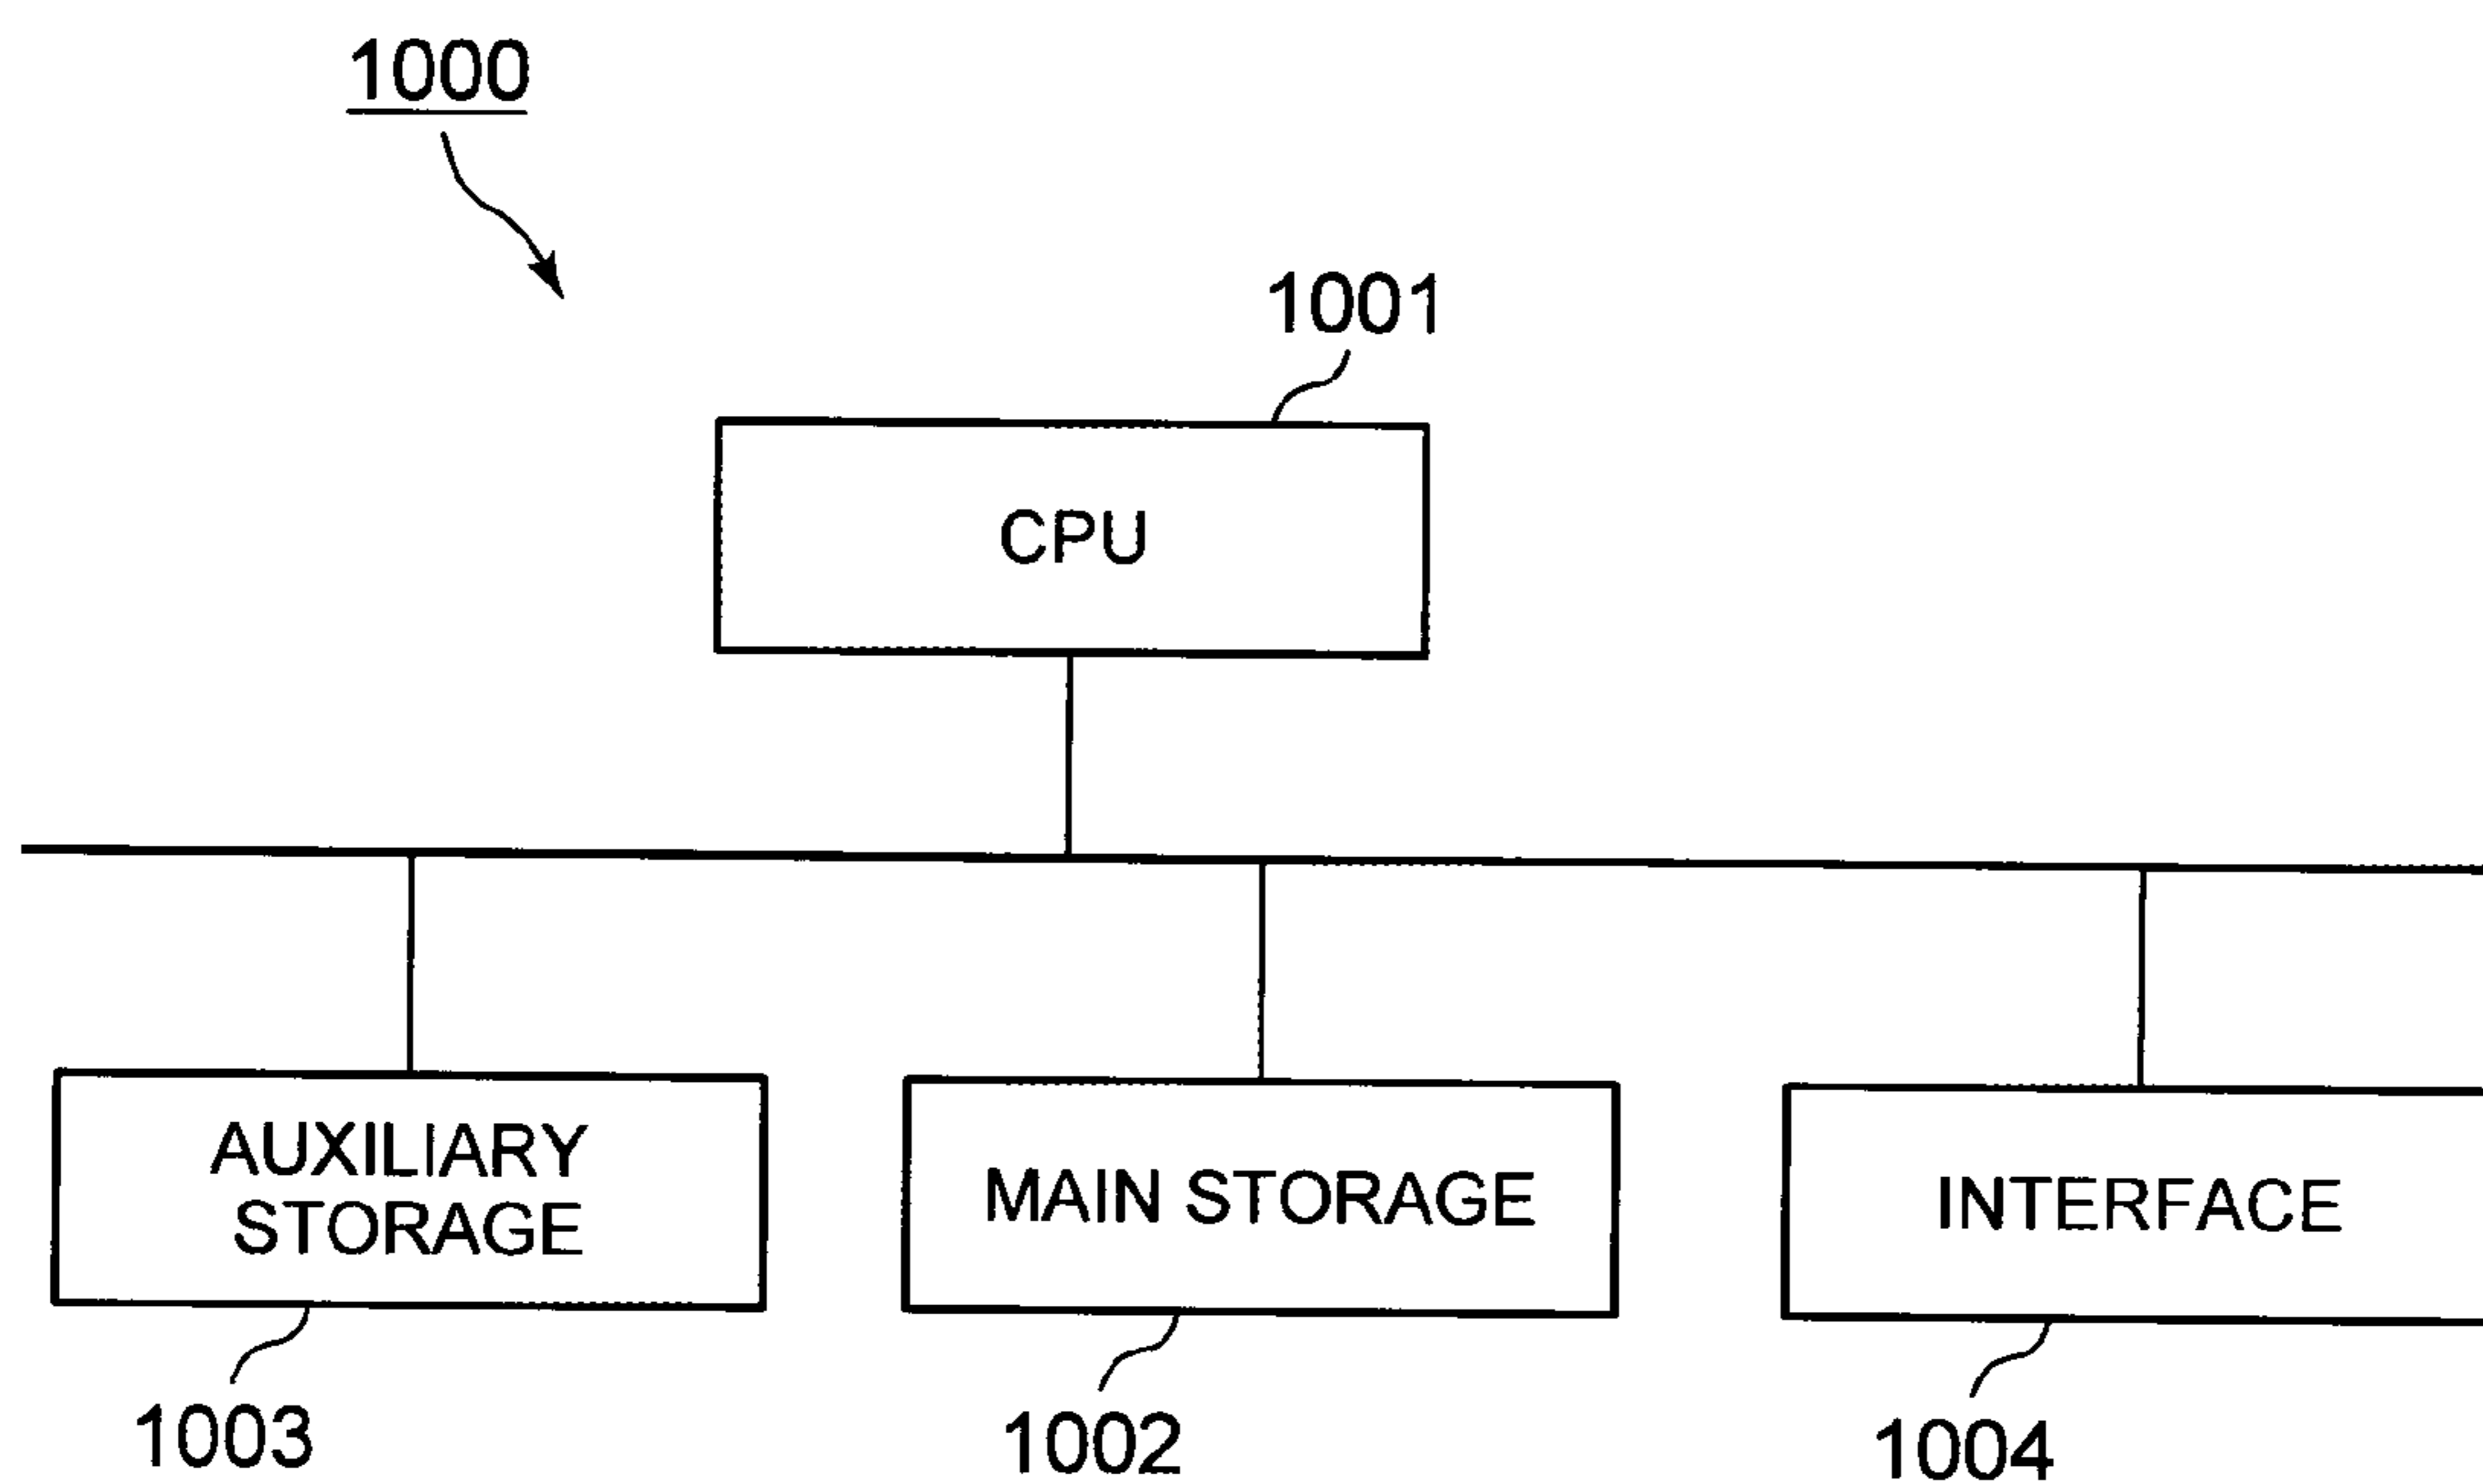 1000
1001
CPU
AUXILIARY
STORAGE
MAIN STORAGE
INTERFACE
1003
1002
1004